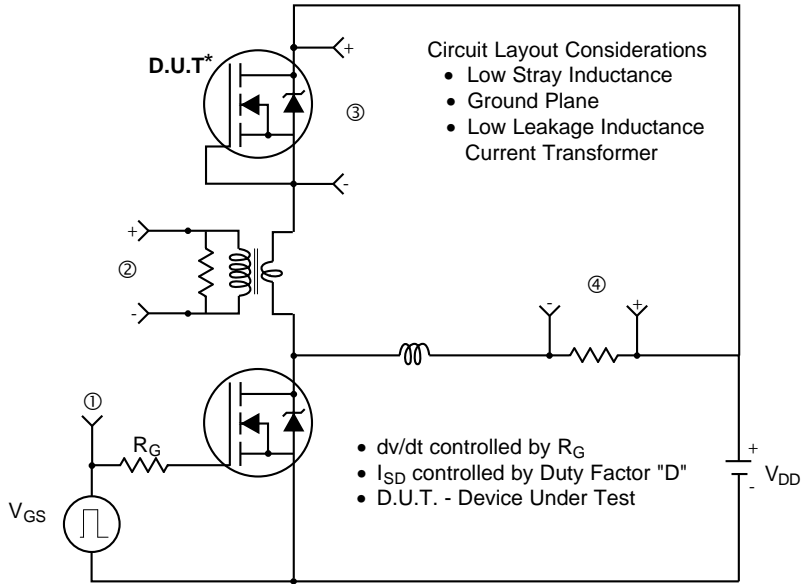 D.U.T*
+
③
-
Circuit Layout Considerations
• Low Stray Inductance
• Ground Plane
• Low Leakage Inductance
Current Transformer
+
②
-
④
- +
①
RG
VGS
• dv/dt controlled by RG
• ISD controlled by Duty Factor "D"
• D.U.T. - Device Under Test
+
VDD
-